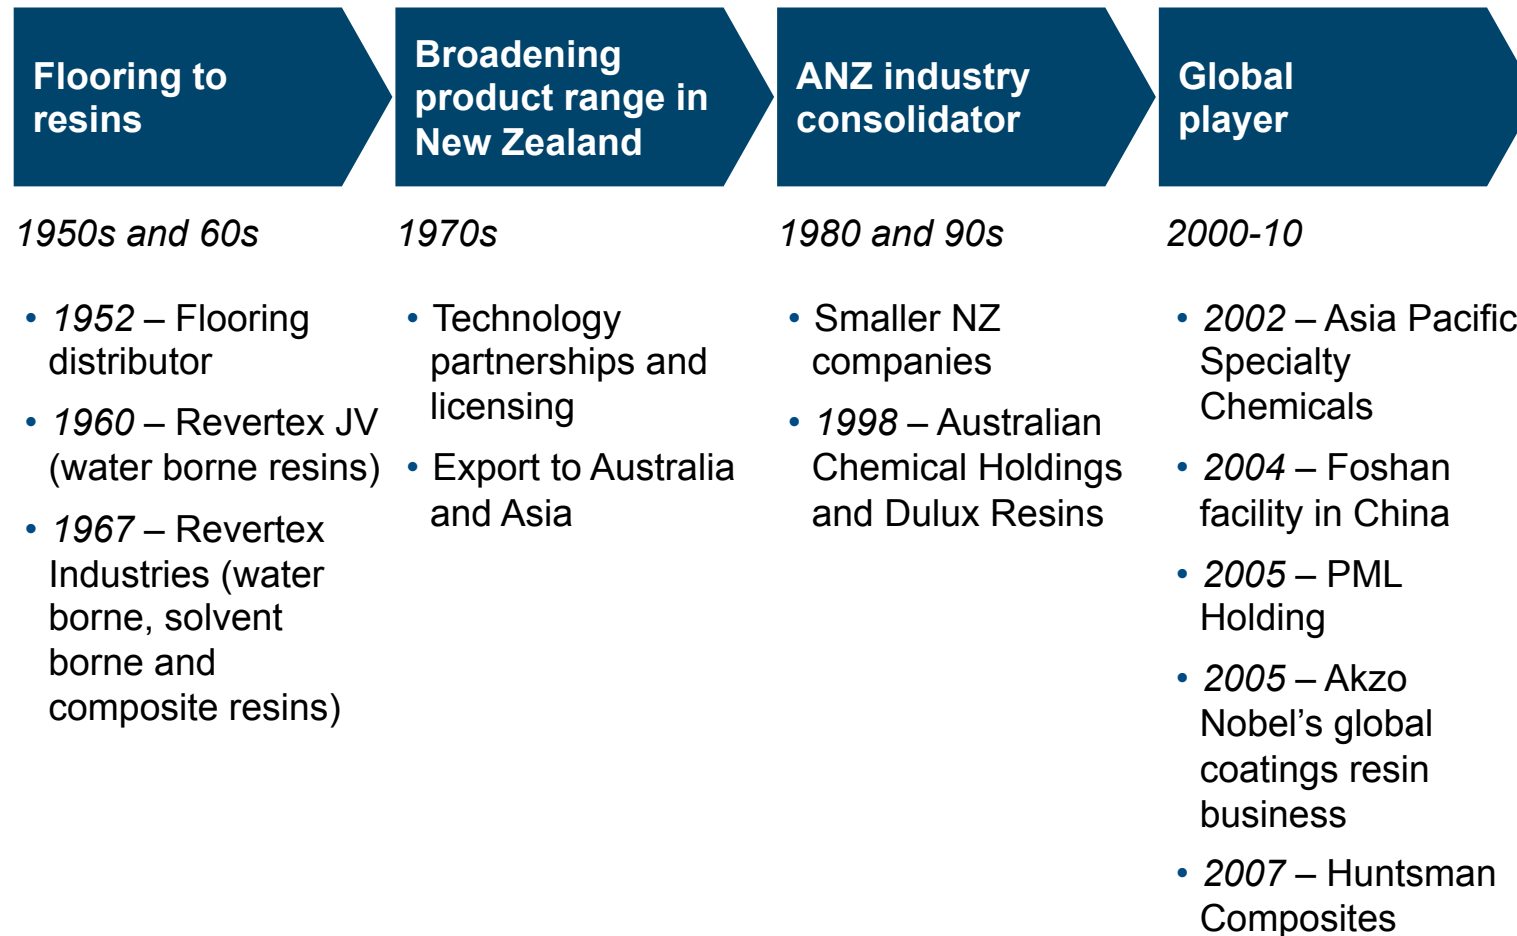 Flooring to
resins
1950s and 60s
• 1952 – Flooring
distributor
• 1960 – Revertex JV
(water borne resins)
• 1967 – Revertex
Industries (water
borne, solvent
borne and
composite resins)
Broadening
product range in
New Zealand
1970s
• Technology
partnerships and
licensing
• Export to Australia
and Asia
ANZ industry
consolidator
1980 and 90s
• Smaller NZ
companies
• 1998 – Australian
Chemical Holdings
and Dulux Resins
Global
player
2000-10
• 2002 – Asia Pacific
Specialty
Chemicals
• 2004 – Foshan
facility in China
• 2005 – PML
Holding
• 2005 – Akzo
Nobel’s global
coatings resin
business
• 2007 – Huntsman
Composites